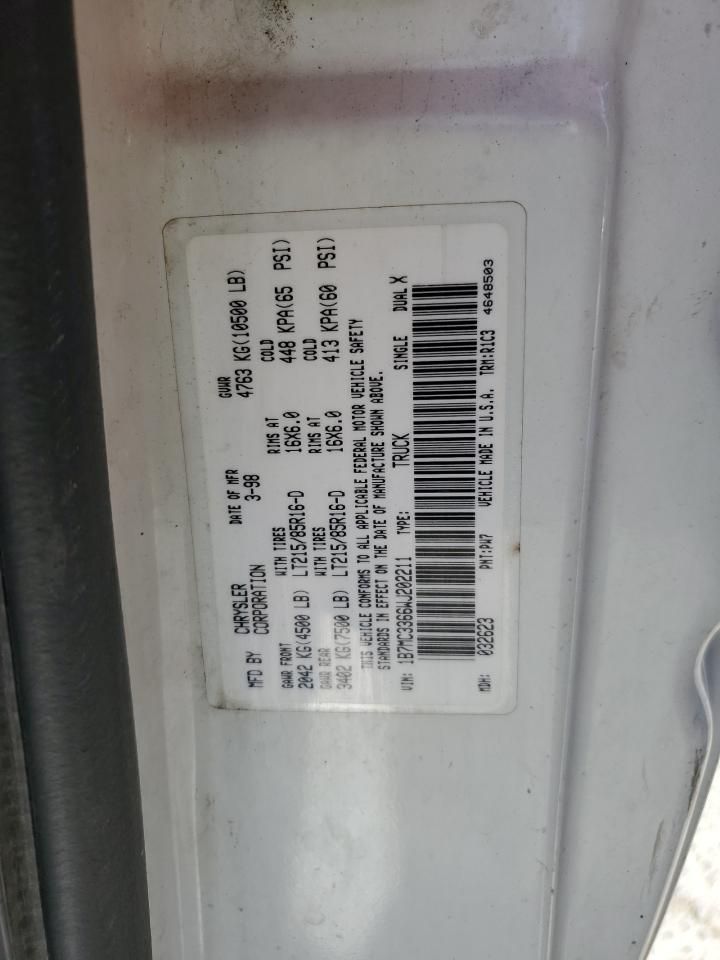 MFD BY CHRYSLER CORPORATION DATE OF MFR 3-98 GVWR 4763 KG(10500 LB)
GAWR FRONT WITH TIRES RIMS AT COLD
2042 KG(4500 LB) LT215/85R16-D 16X6.0 448 KPA(65 PSI)
GAWR REAR WITH TIRES RIMS AT COLD
3402 KG(7500 LB) LT215/85R16-D 16X6.0 413 KPA(60 PSI)
THIS VEHICLE CONFORMS TO ALL APPLICABLE FEDERAL MOTOR VEHICLE SAFETY
STANDARDS IN EFFECT ON THE DATE OF MANUFACTURE SHOWN ABOVE.
VIN: 1B7MC3366WJ202211 TYPE: TRUCK SINGLE DUAL X
MDH: 032623 PNT:PW7 VEHICLE MADE IN U.S.A. TRM:R1C3
4648503